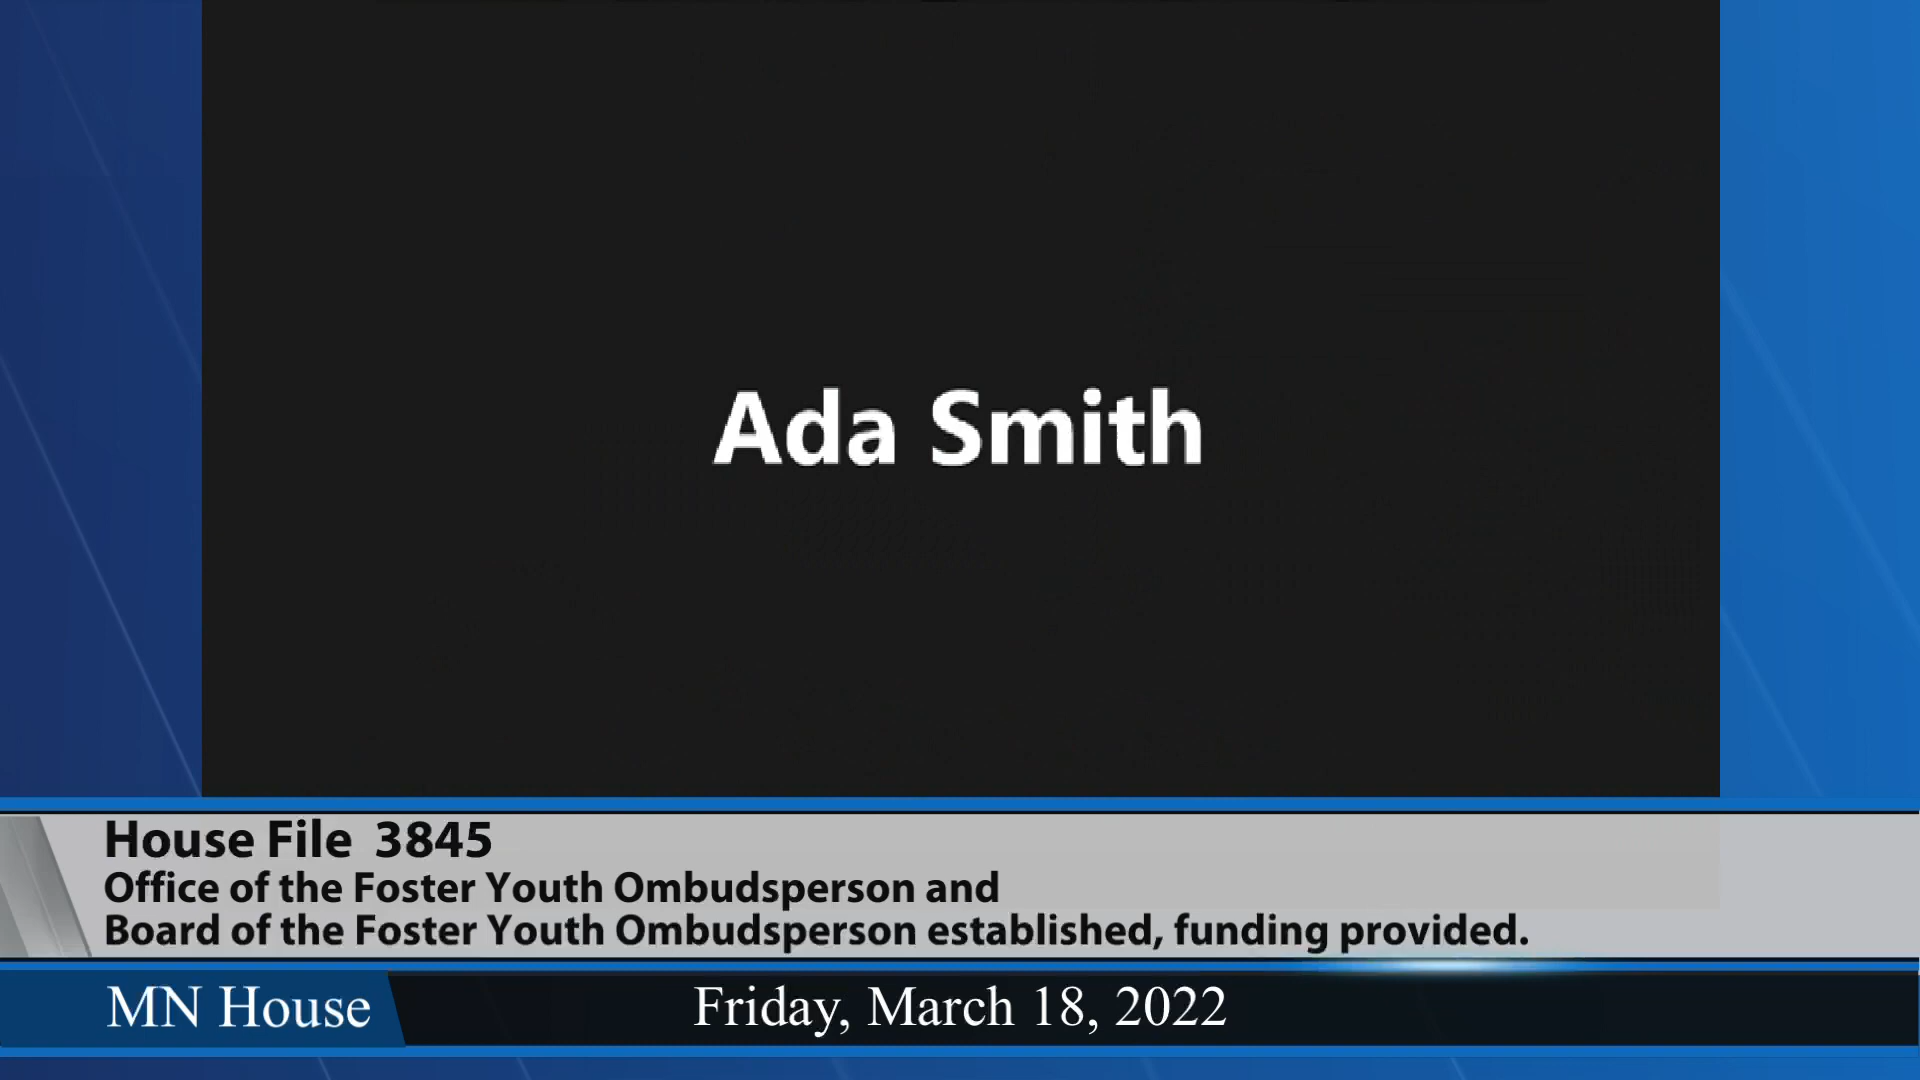 Ada Smith
House File 3845
Office of the Foster Youth Ombudsperson and
Board of the Foster Youth Ombudsperson established, funding provided.
MN House
Friday, March 18, 2022